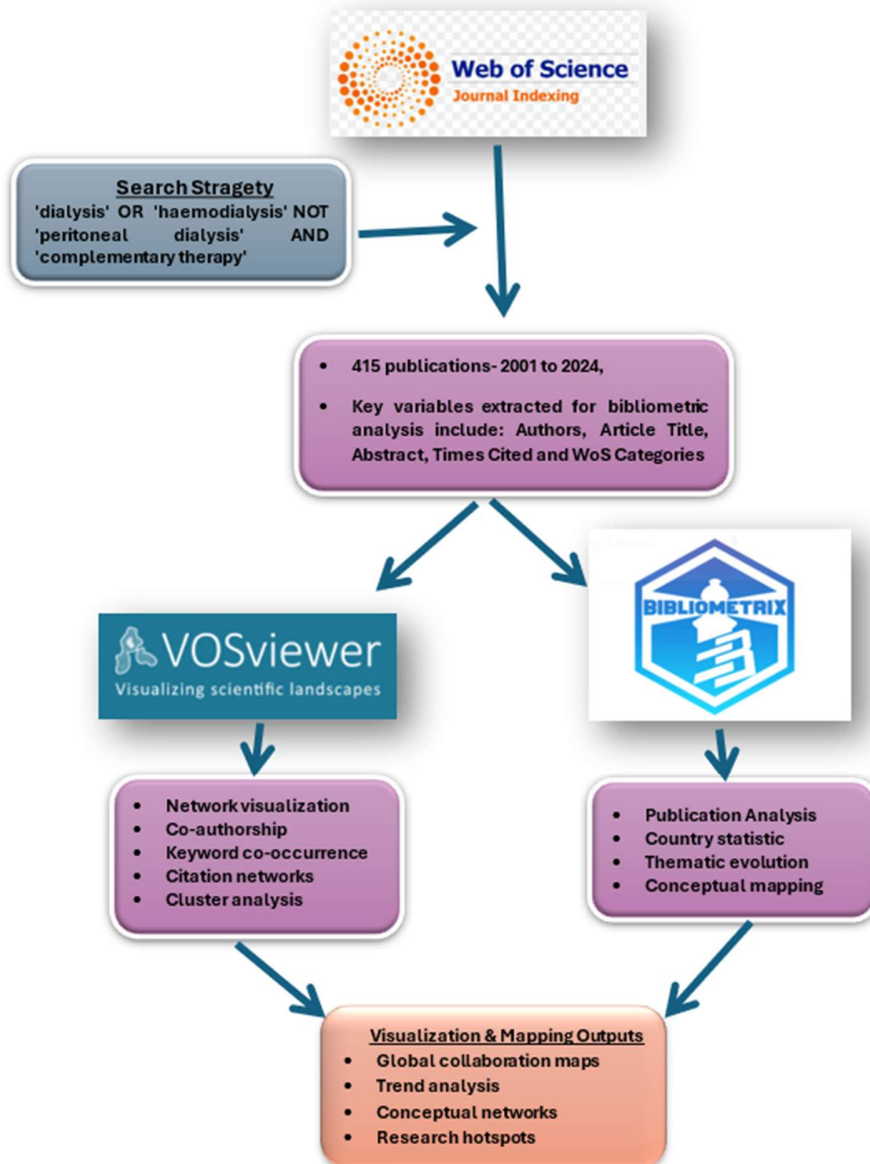 Web of Science
Journal Indexing
Search Stragety
'dialysis' OR 'haemodialysis' NOT
'peritoneal dialysis' AND
'complementary therapy'
• 415 publications- 2001 to 2024,
• Key variables extracted for bibliometric
analysis include: Authors, Article Title,
Abstract, Times Cited and WoS Categories
VOSviewer
Visualizing scientific landscapes
BIBLIOMETRIX
• Network visualization
• Co-authorship
• Keyword co-occurrence
• Citation networks
• Cluster analysis
• Publication Analysis
• Country statistic
• Thematic evolution
• Conceptual mapping
Visualization & Mapping Outputs
• Global collaboration maps
• Trend analysis
• Conceptual networks
• Research hotspots